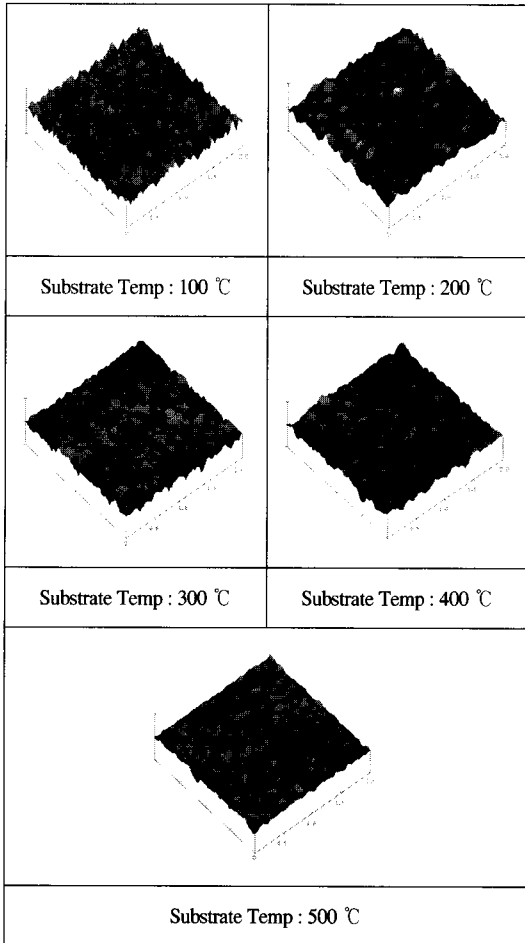 Substrate Temp : 100 ℃
Substrate Temp : 200 ℃
Substrate Temp : 300 ℃
Substrate Temp : 400 ℃
Substrate Temp : 500 ℃